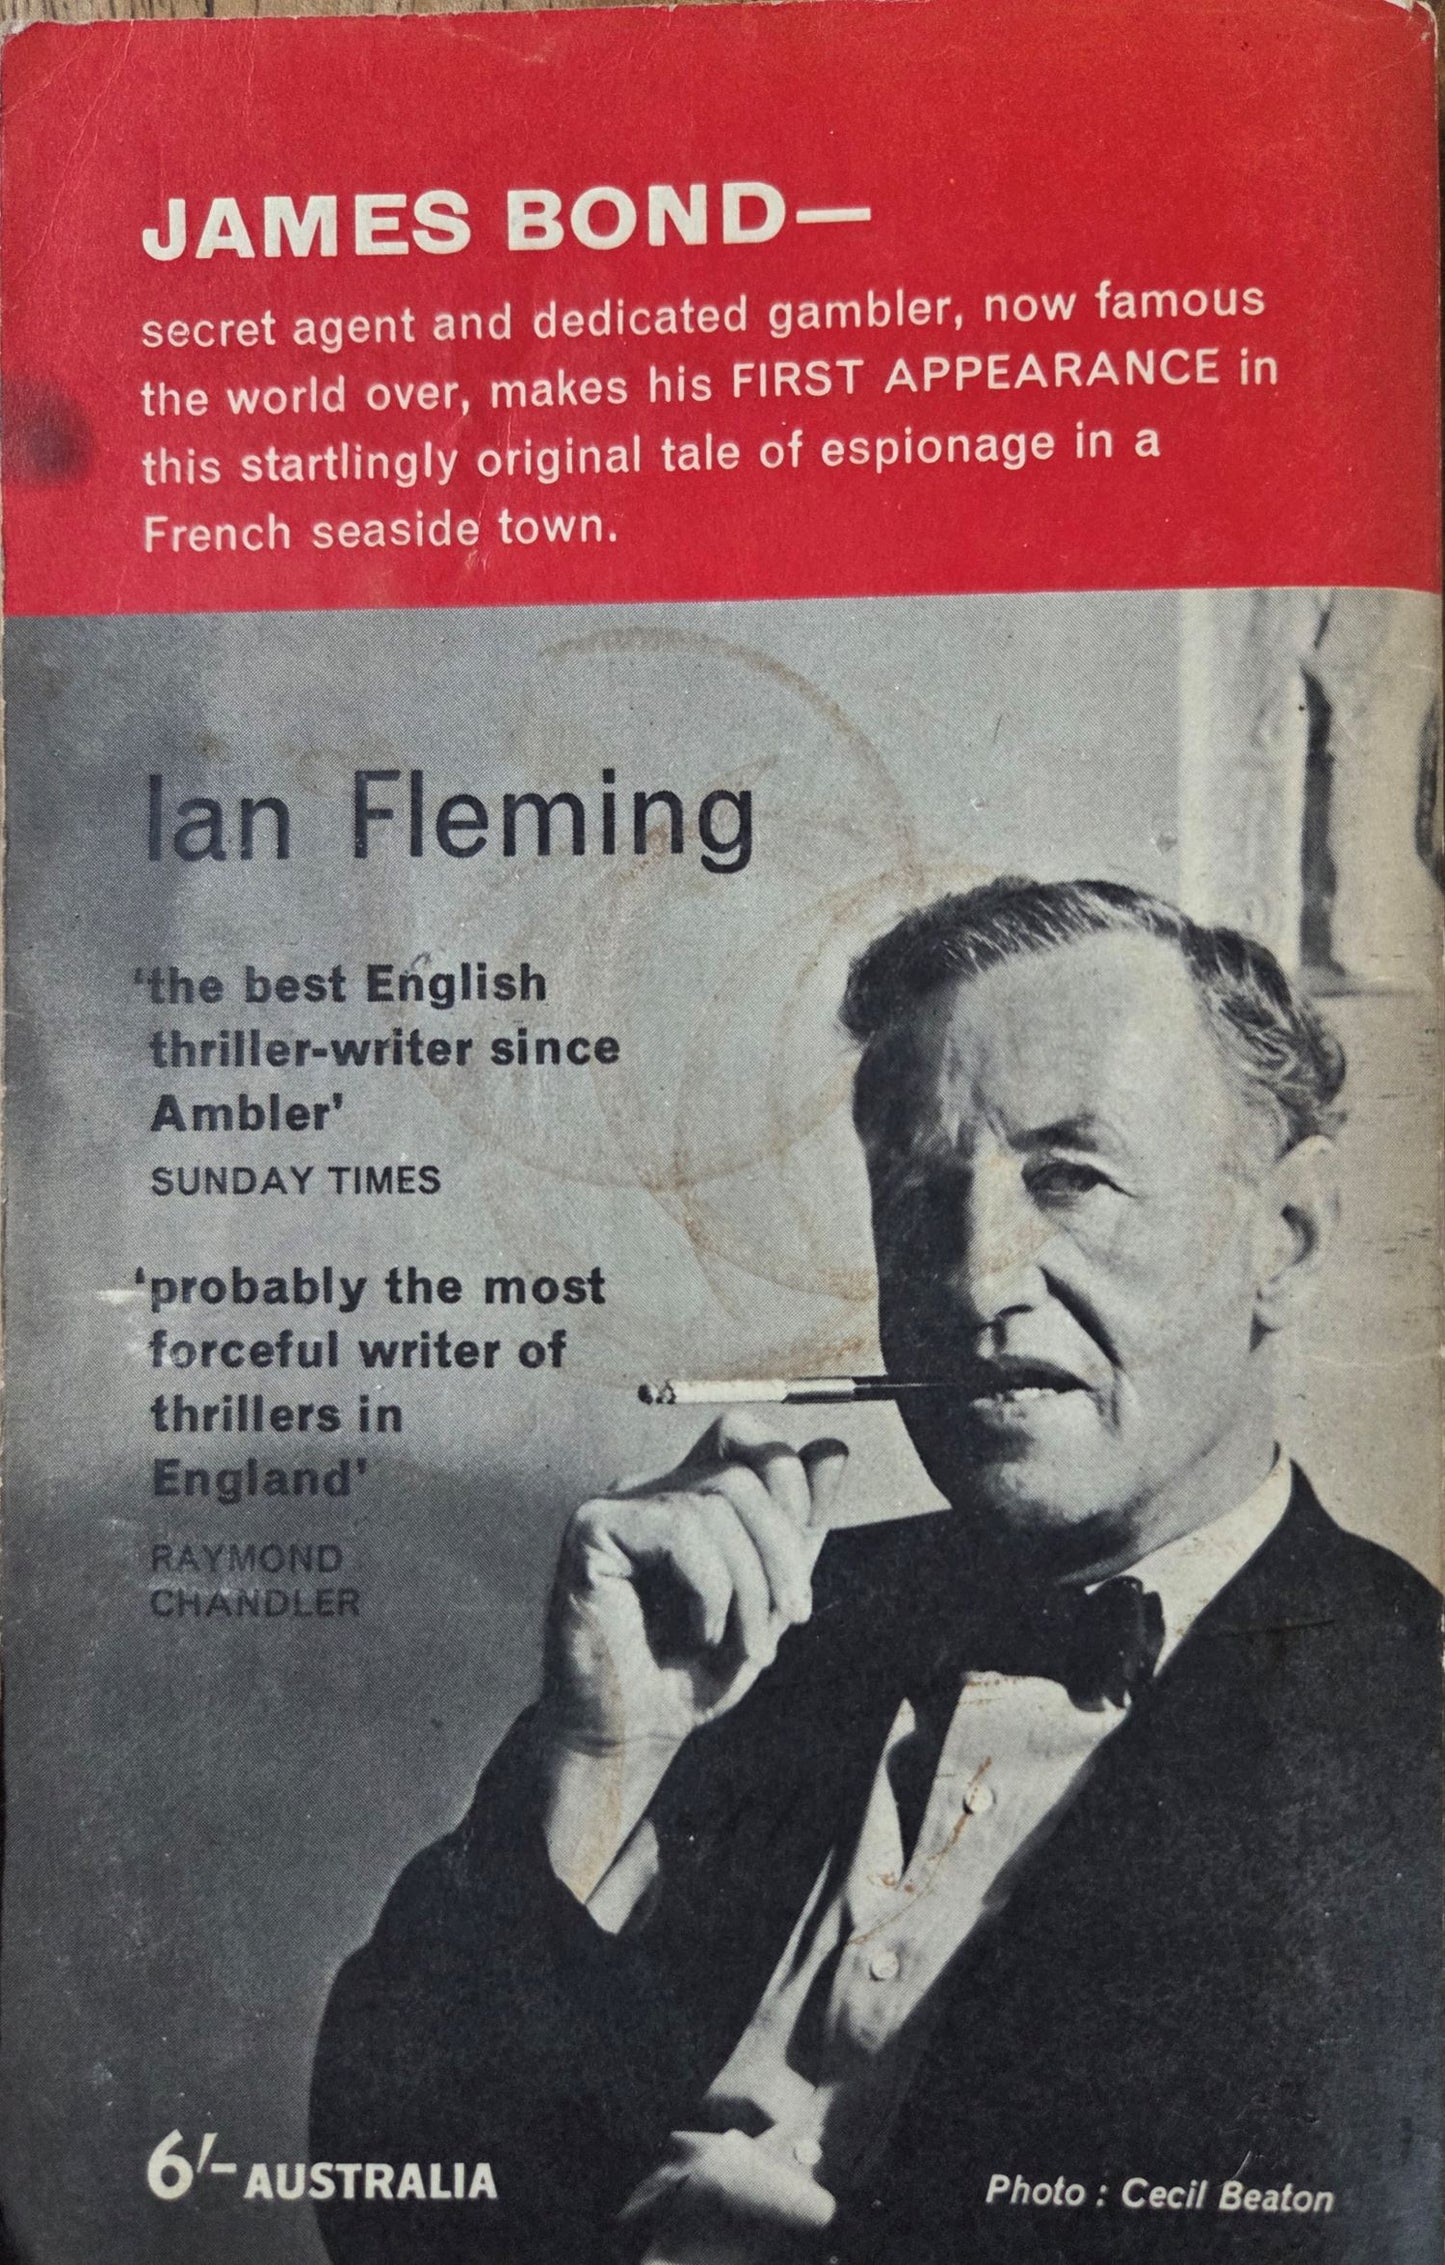 JAMES BOND—
secret agent and dedicated gambler, now famous
the world over, makes his FIRST APPEARANCE in
this startlingly original tale of espionage in a
French seaside town.
Ian Fleming
‘the best English
thriller-writer since
Ambler’
SUNDAY TIMES
‘probably the most
forceful writer of
thrillers in
England’
RAYMOND
CHANDLER
6/– AUSTRALIA
Photo : Cecil Beaton